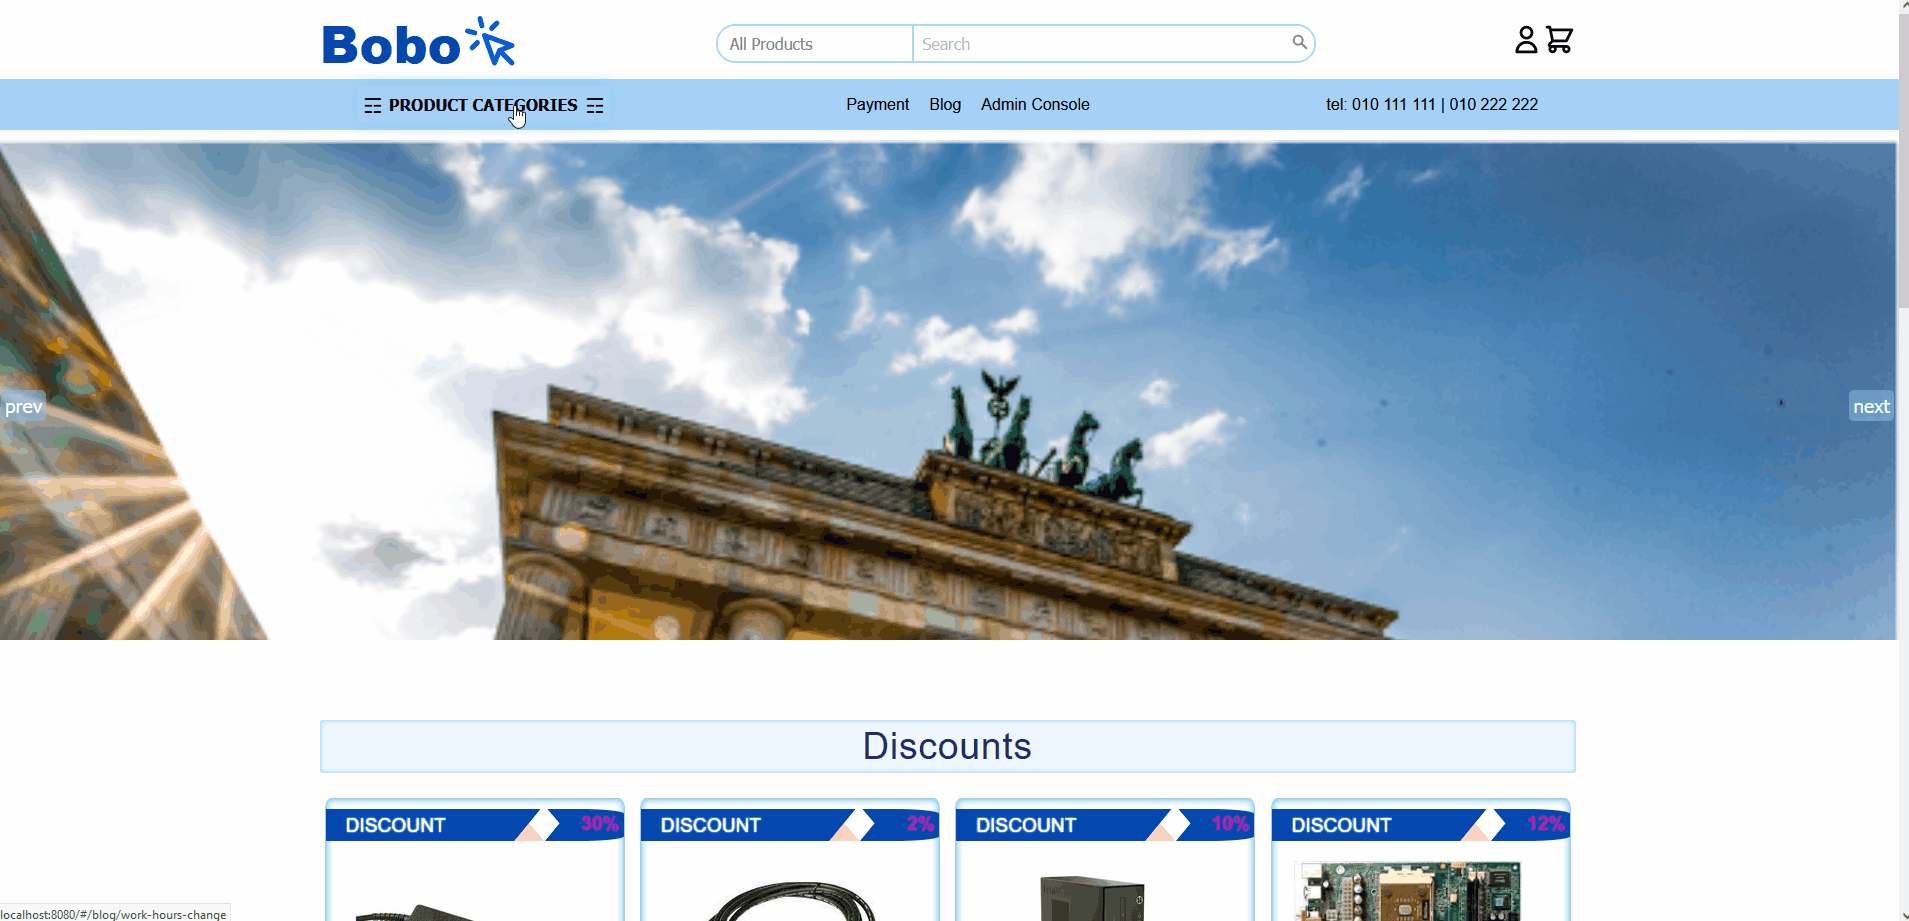 Bobo
All Products Search
PRODUCT CATEGORIES Payment Blog Admin Console tel: 010 111 111 | 010 222 222
prev next
Discounts
DISCOUNT 30% DISCOUNT 2% DISCOUNT 10% DISCOUNT 12%
localhost:8080/#/blog/work-hours-change